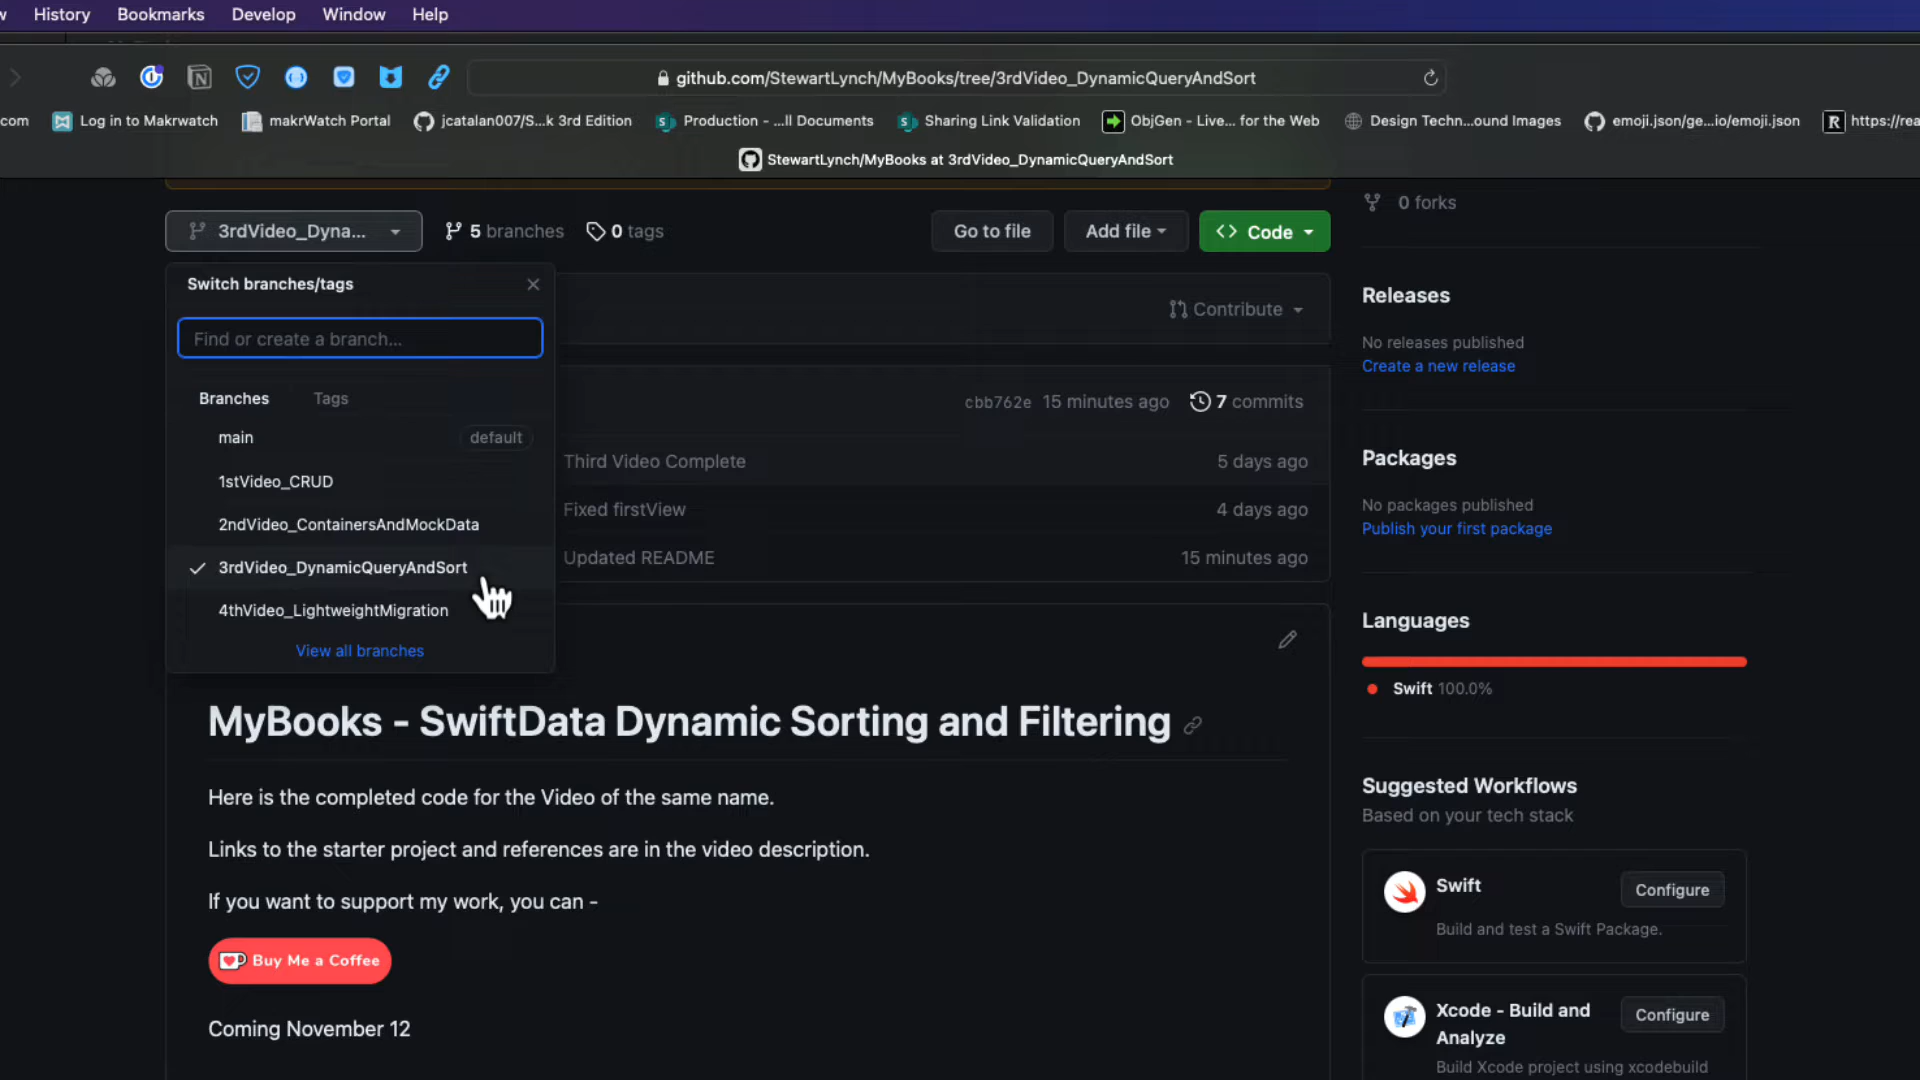 History Bookmarks Develop Window Help
github.com/StewartLynch/MyBooks/tree/3rdVideo_DynamicQueryAndSort
com Log in to Makrwatch makrWatch Portal jcatalan007/S...k 3rd Edition Production - ...ll Documents Sharing Link Validation ObjGen - Live... for the Web Design Techn...ound Images emoji.json/ge...io/emoji.json https://rea
StewartLynch/MyBooks at 3rdVideo_DynamicQueryAndSort
0 forks
3rdVideo_Dyna... 5 branches 0 tags Go to file Add file Code
Switch branches/tags
Find or create a branch...
Branches Tags
main default
1stVideo_CRUD
2ndVideo_ContainersAndMockData
3rdVideo_DynamicQueryAndSort
4thVideo_LightweightMigration
View all branches
Contribute
cbb762e 15 minutes ago 7 commits
Third Video Complete 5 days ago
Fixed firstView 4 days ago
Updated README 15 minutes ago
MyBooks - SwiftData Dynamic Sorting and Filtering
Here is the completed code for the Video of the same name.
Links to the starter project and references are in the video description.
If you want to support my work, you can -
Buy Me a Coffee
Coming November 12
Releases
No releases published
Create a new release
Packages
No packages published
Publish your first package
Languages
Swift 100.0%
Suggested Workflows
Based on your tech stack
Swift Configure
Build and test a Swift Package.
Xcode - Build and
Analyze
Configure
Build Xcode project using xcodebuild